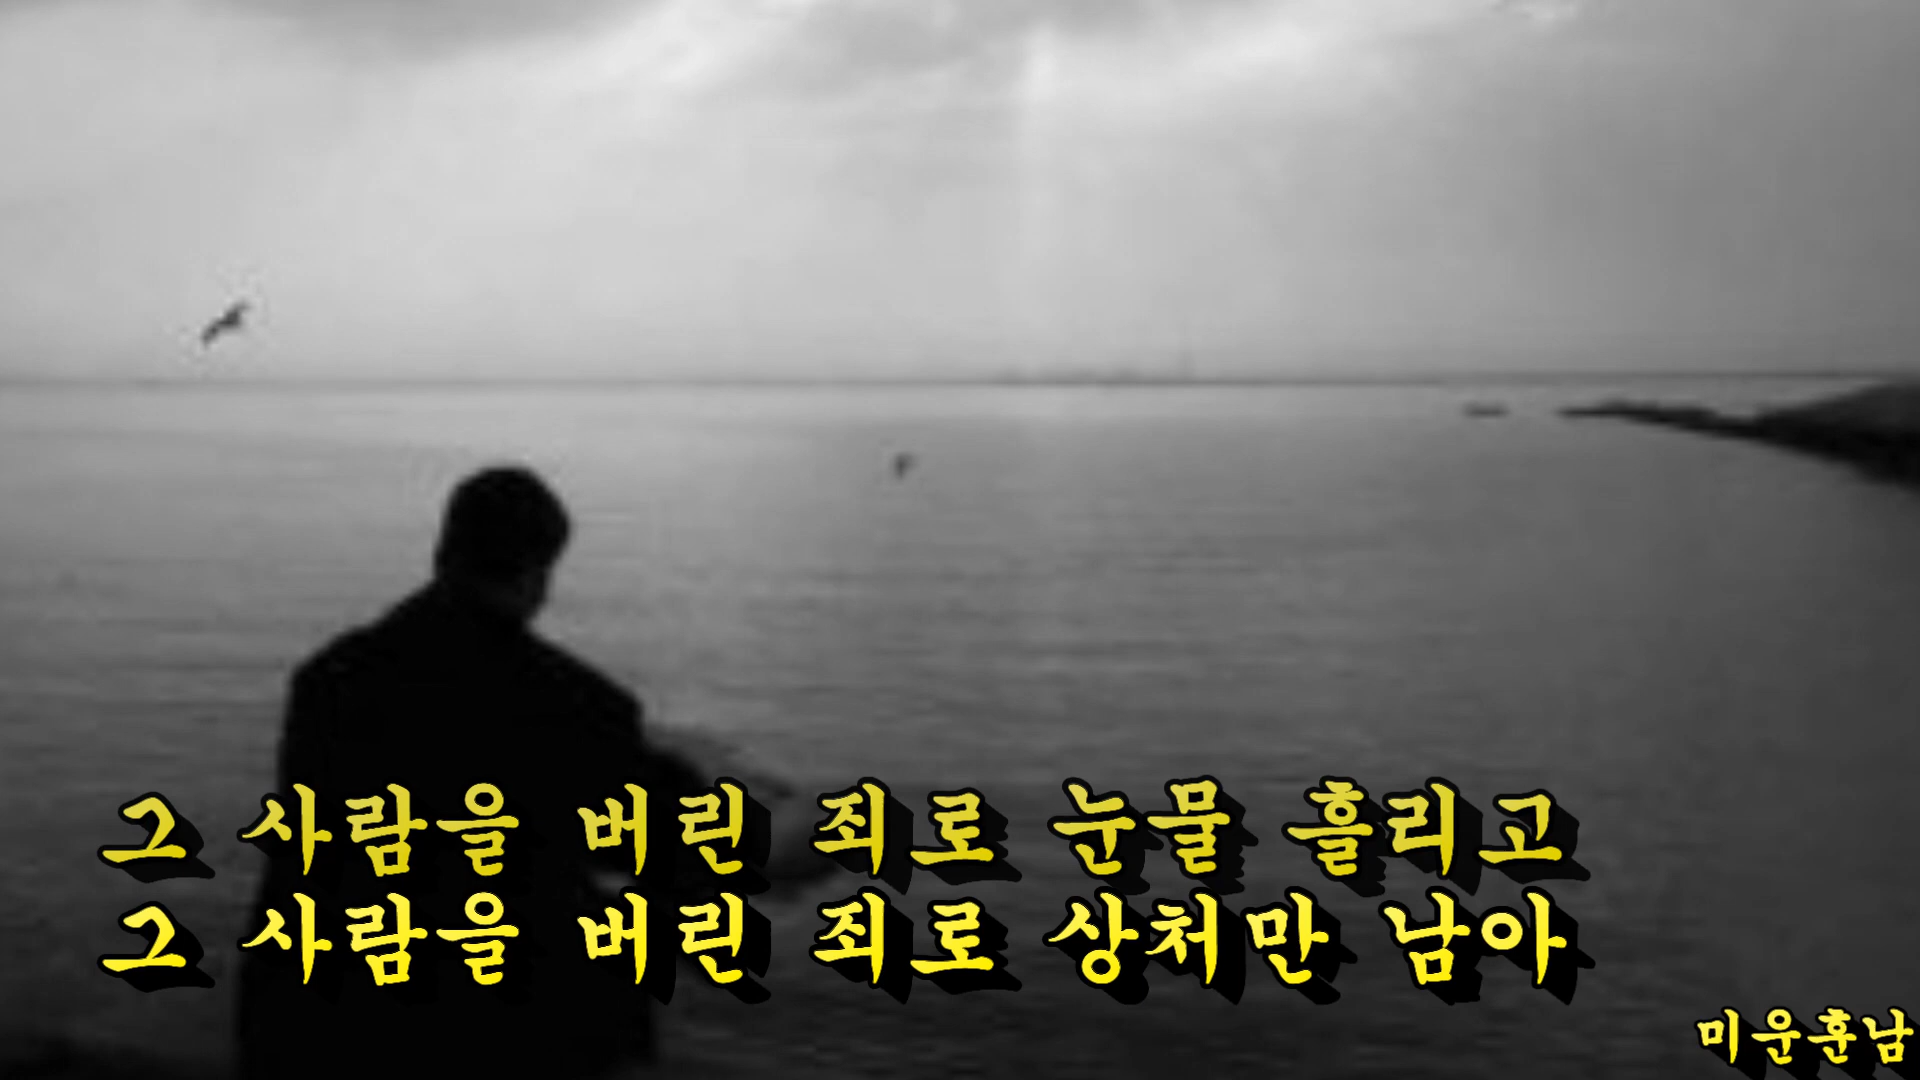 그 사람을 버린 죄로 눈물 흘리고
그 사람을 버린 죄로 상처만 남아
미운훈남